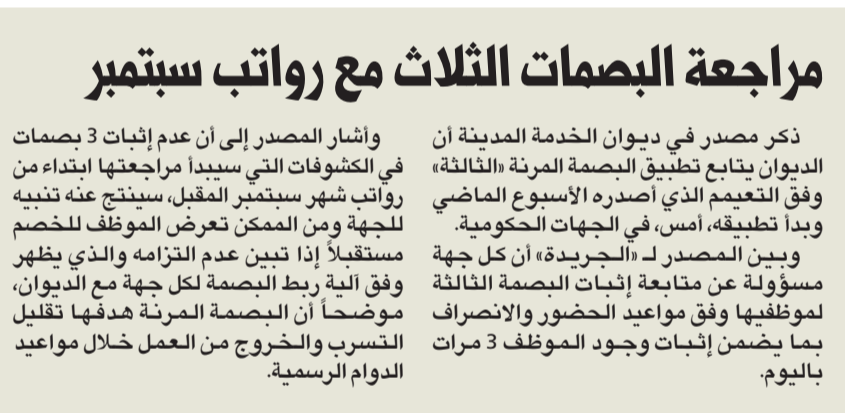 مراجعة البصمات الثلاث مع رواتب سبتمبر
ذكر مصدر في ديوان الخدمة المدينة أن
الديوان يتابع تطبيق البصمة المرنة «الثالثة»
وفق التعيمم الذي أصدره الأسبوع الماضي
وبدأ تطبيقه، أمس، في الجهات الحكومية.
وبين المصدر لـ «الجريدة» أن كل جهة
مسؤولة عن متابعة إثبات البصمة الثالثة
لموظفيها وفق مواعيد الحضور والانصراف
بما يضمن إثبات وجود الموظف 3 مرات
باليوم.
وأشار المصدر إلى أن عدم إثبات 3 بصمات
في الكشوفات التي سيبدأ مراجعتها ابتداء من
رواتب شهر سبتمبر المقبل، سينتج عنه تنبيه
للجهة ومن الممكن تعرض الموظف للخصم
مستقبلاً إذا تبين عدم التزامه والذي يظهر
وفق آلية ربط البصمة لكل جهة مع الديوان،
موضحاً أن البصمة المرنة هدفها تقليل
التسرب والخروج من العمل خلال مواعيد
الدوام الرسمية.